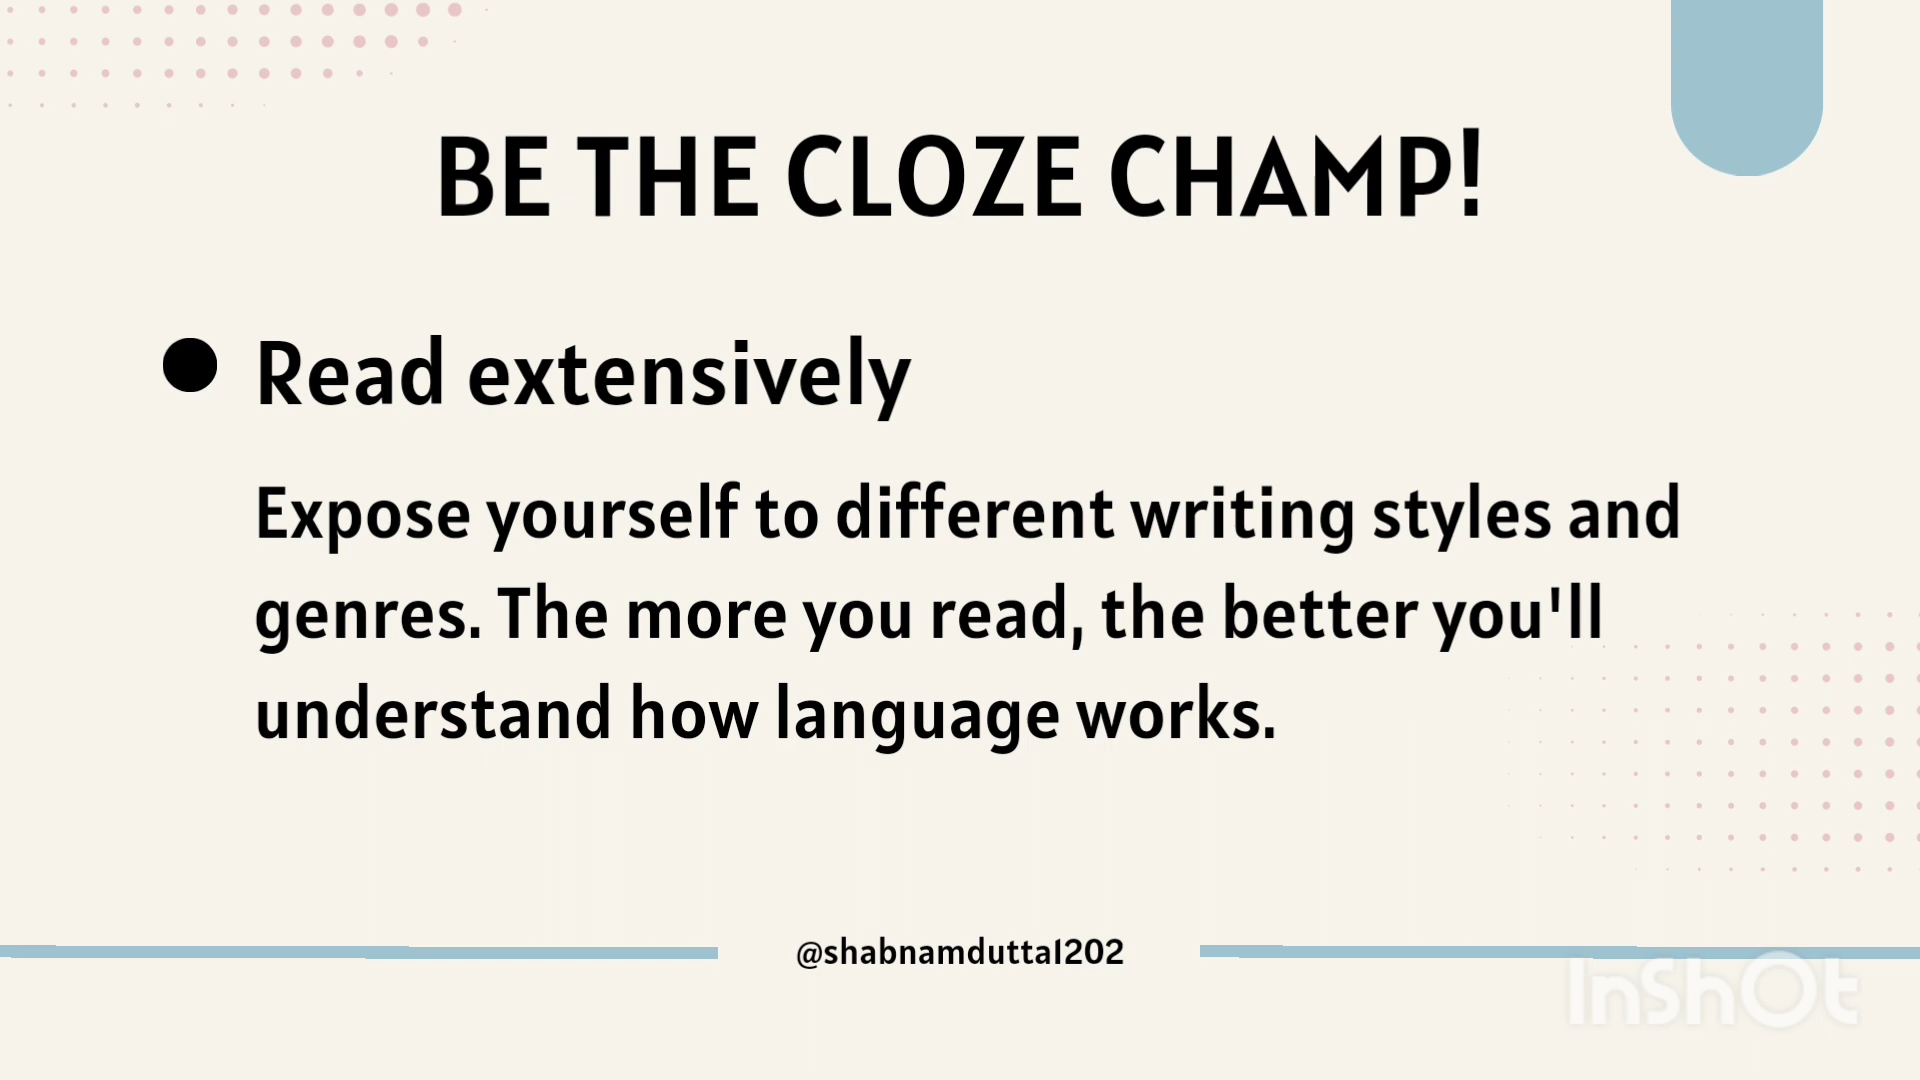 BE THE CLOZE CHAMP!
● Read extensively
Expose yourself to different writing styles and
genres. The more you read, the better you'll
understand how language works.
@shabnamdutta1202
InShOt